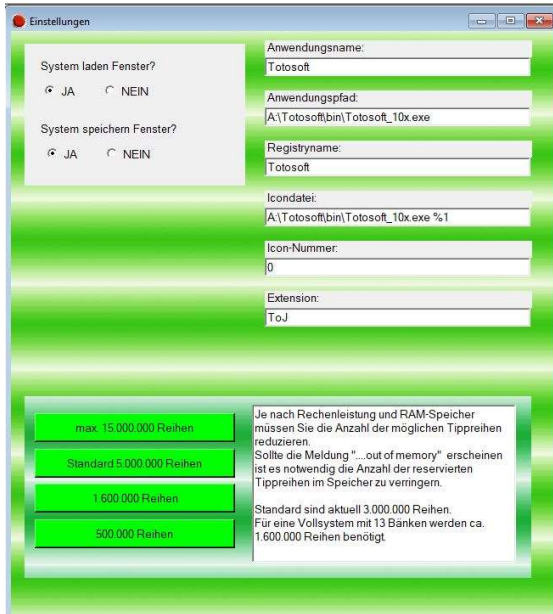 Einstellungen
System laden Fenster?
JA NEIN
System speichern Fenster?
JA NEIN
Anwendungsname:
Totosoft
Anwendungspfad:
A:\Totosoft\bin\Totosoft_10x.exe
Registryname:
Totosoft
Icondatei:
A:\Totosoft\bin\Totosoft_10x.exe %1
Icon-Nummer:
0
Extension:
ToJ
max. 15.000.000 Reihen
Standard 5.000.000 Reihen
1.600.000 Reihen
500.000 Reihen
Je nach Rechenleistung und RAM-Speicher
müssen Sie die Anzahl der möglichen Tippreihen
reduzieren.
Sollte die Meldung "....out of memory" erscheinen
ist es notwendig die Anzahl der reservierten
Tippreihen im Speicher zu verringern.
Standard sind aktuell 3.000.000 Reihen.
Für eine Vollsystem mit 13 Bänken werden ca.
1.600.000 Reihen benötigt.